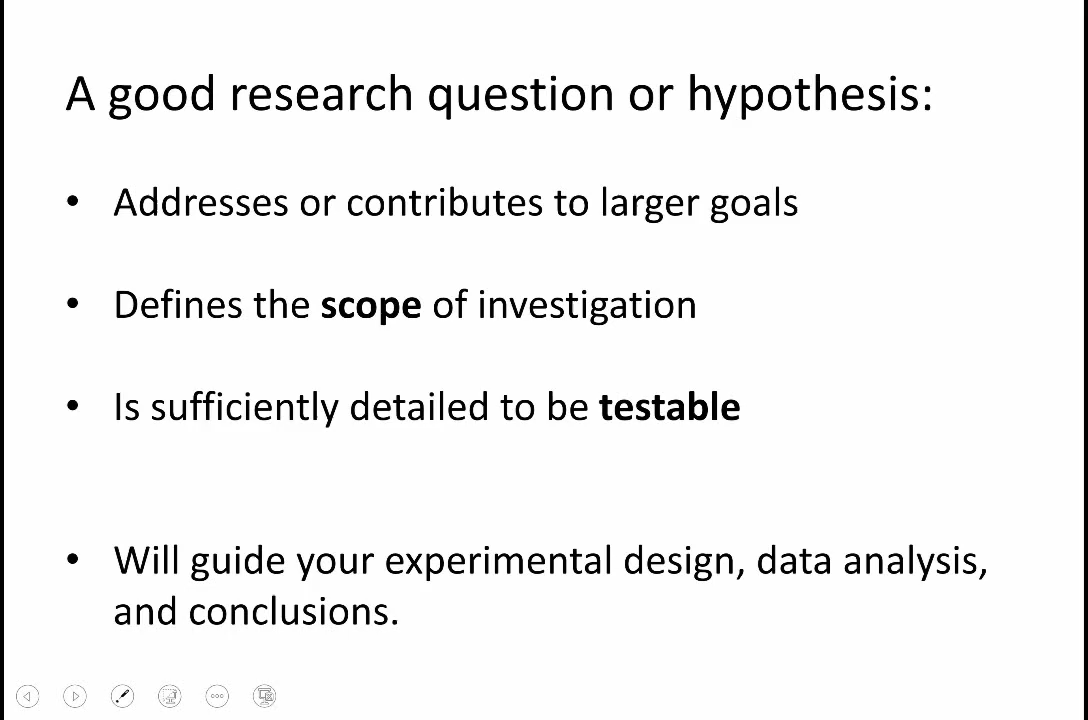 A good research question or hypothesis:
• Addresses or contributes to larger goals
• Defines the scope of investigation
• Is sufficiently detailed to be testable
• Will guide your experimental design, data analysis,
and conclusions.